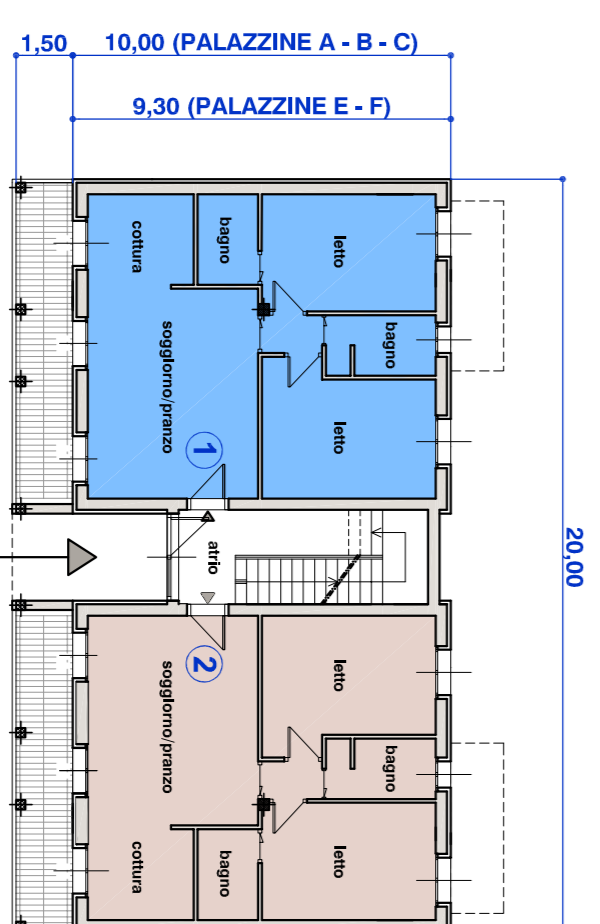 1,50
10,00 (PALAZZINE A - B - C)
9,30 (PALAZZINE E - F)
cottura
bagno
letto
soggiorno/pranzo
bagno
letto
1
atrio
20,00
2
soggiorno/pranzo
letto
bagno
cottura
bagno
letto